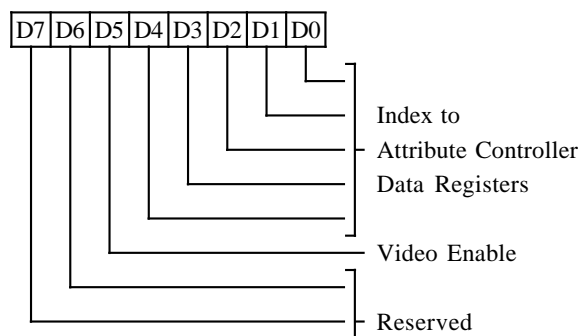 D7 D6 D5 D4 D3 D2 D1 D0
Index to
Attribute Controller
Data Registers
Video Enable
Reserved